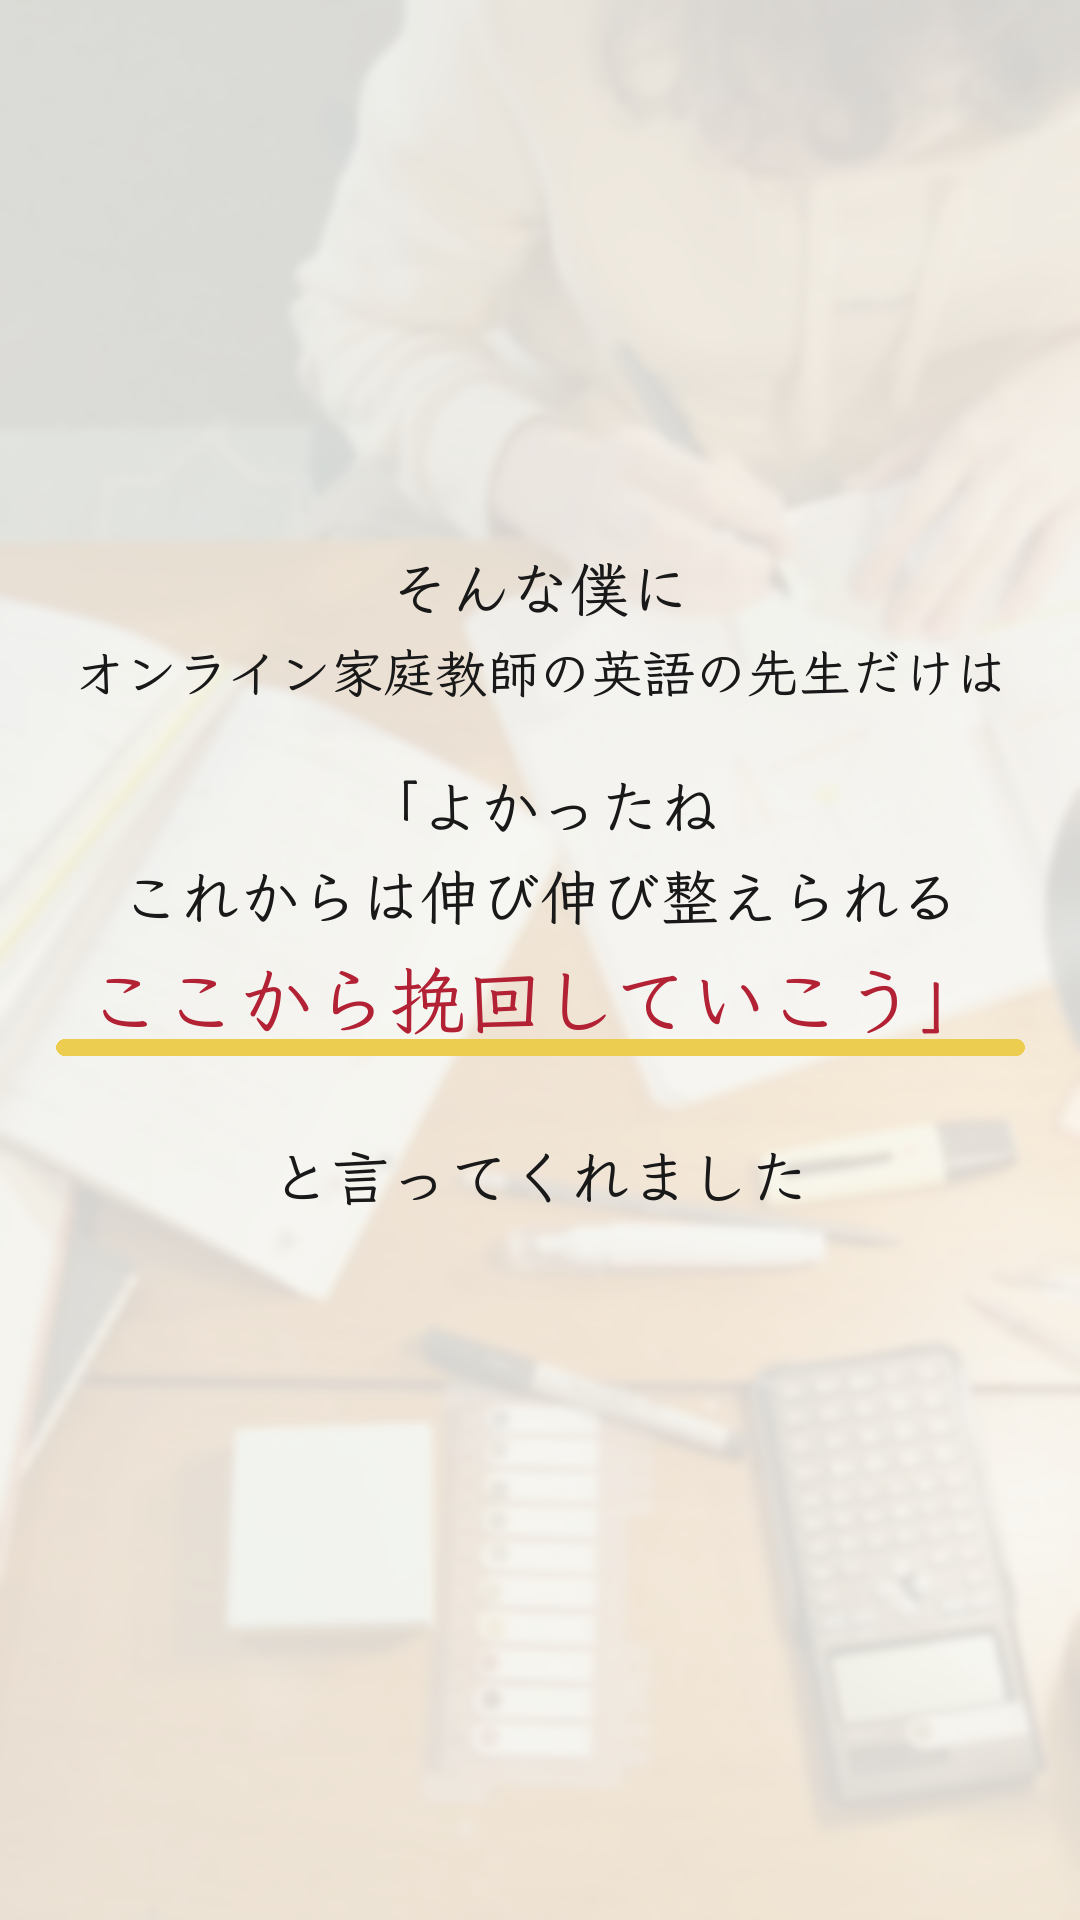 そんな僕に
オンライン家庭教師の英語の先生だけは
「よかったね
これからは伸び伸び整えられる
ここから挽回していこう」
と言ってくれました